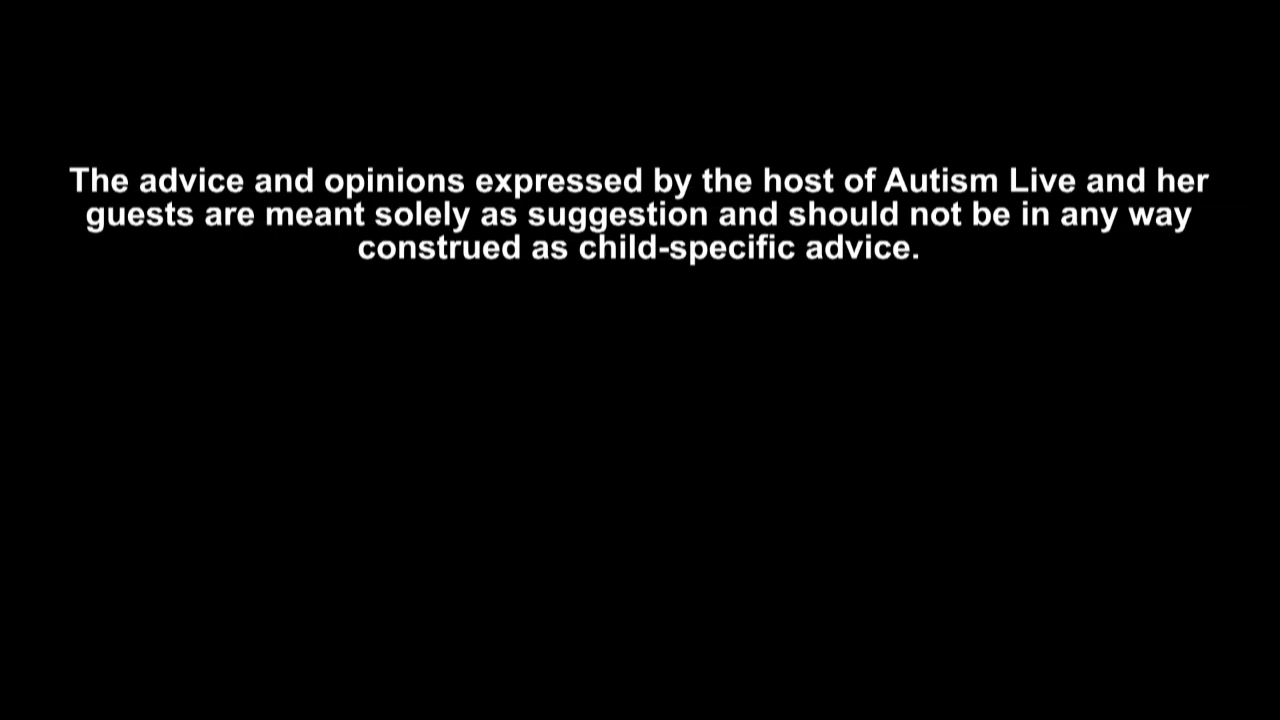 The advice and opinions expressed by the host of Autism Live and her
guests are meant solely as suggestion and should not be in any way
construed as child-specific advice.